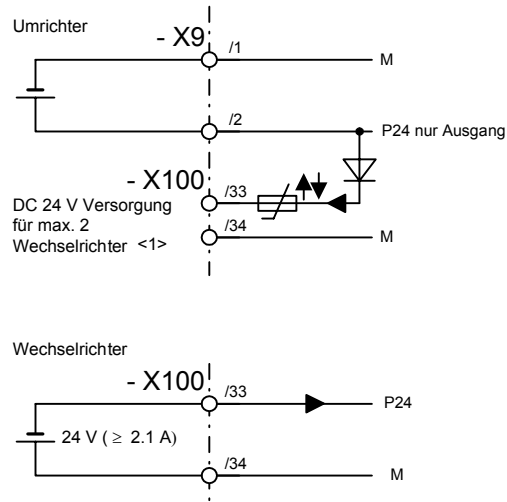 Umrichter
- X9
/1
M
/2
P24 nur Ausgang
- X100
/33
DC 24 V Versorgung
für max. 2
Wechselrichter <1>
/34
M
Wechselrichter
- X100
/33
P24
24 V ( ≥ 2.1 A)
/34
M